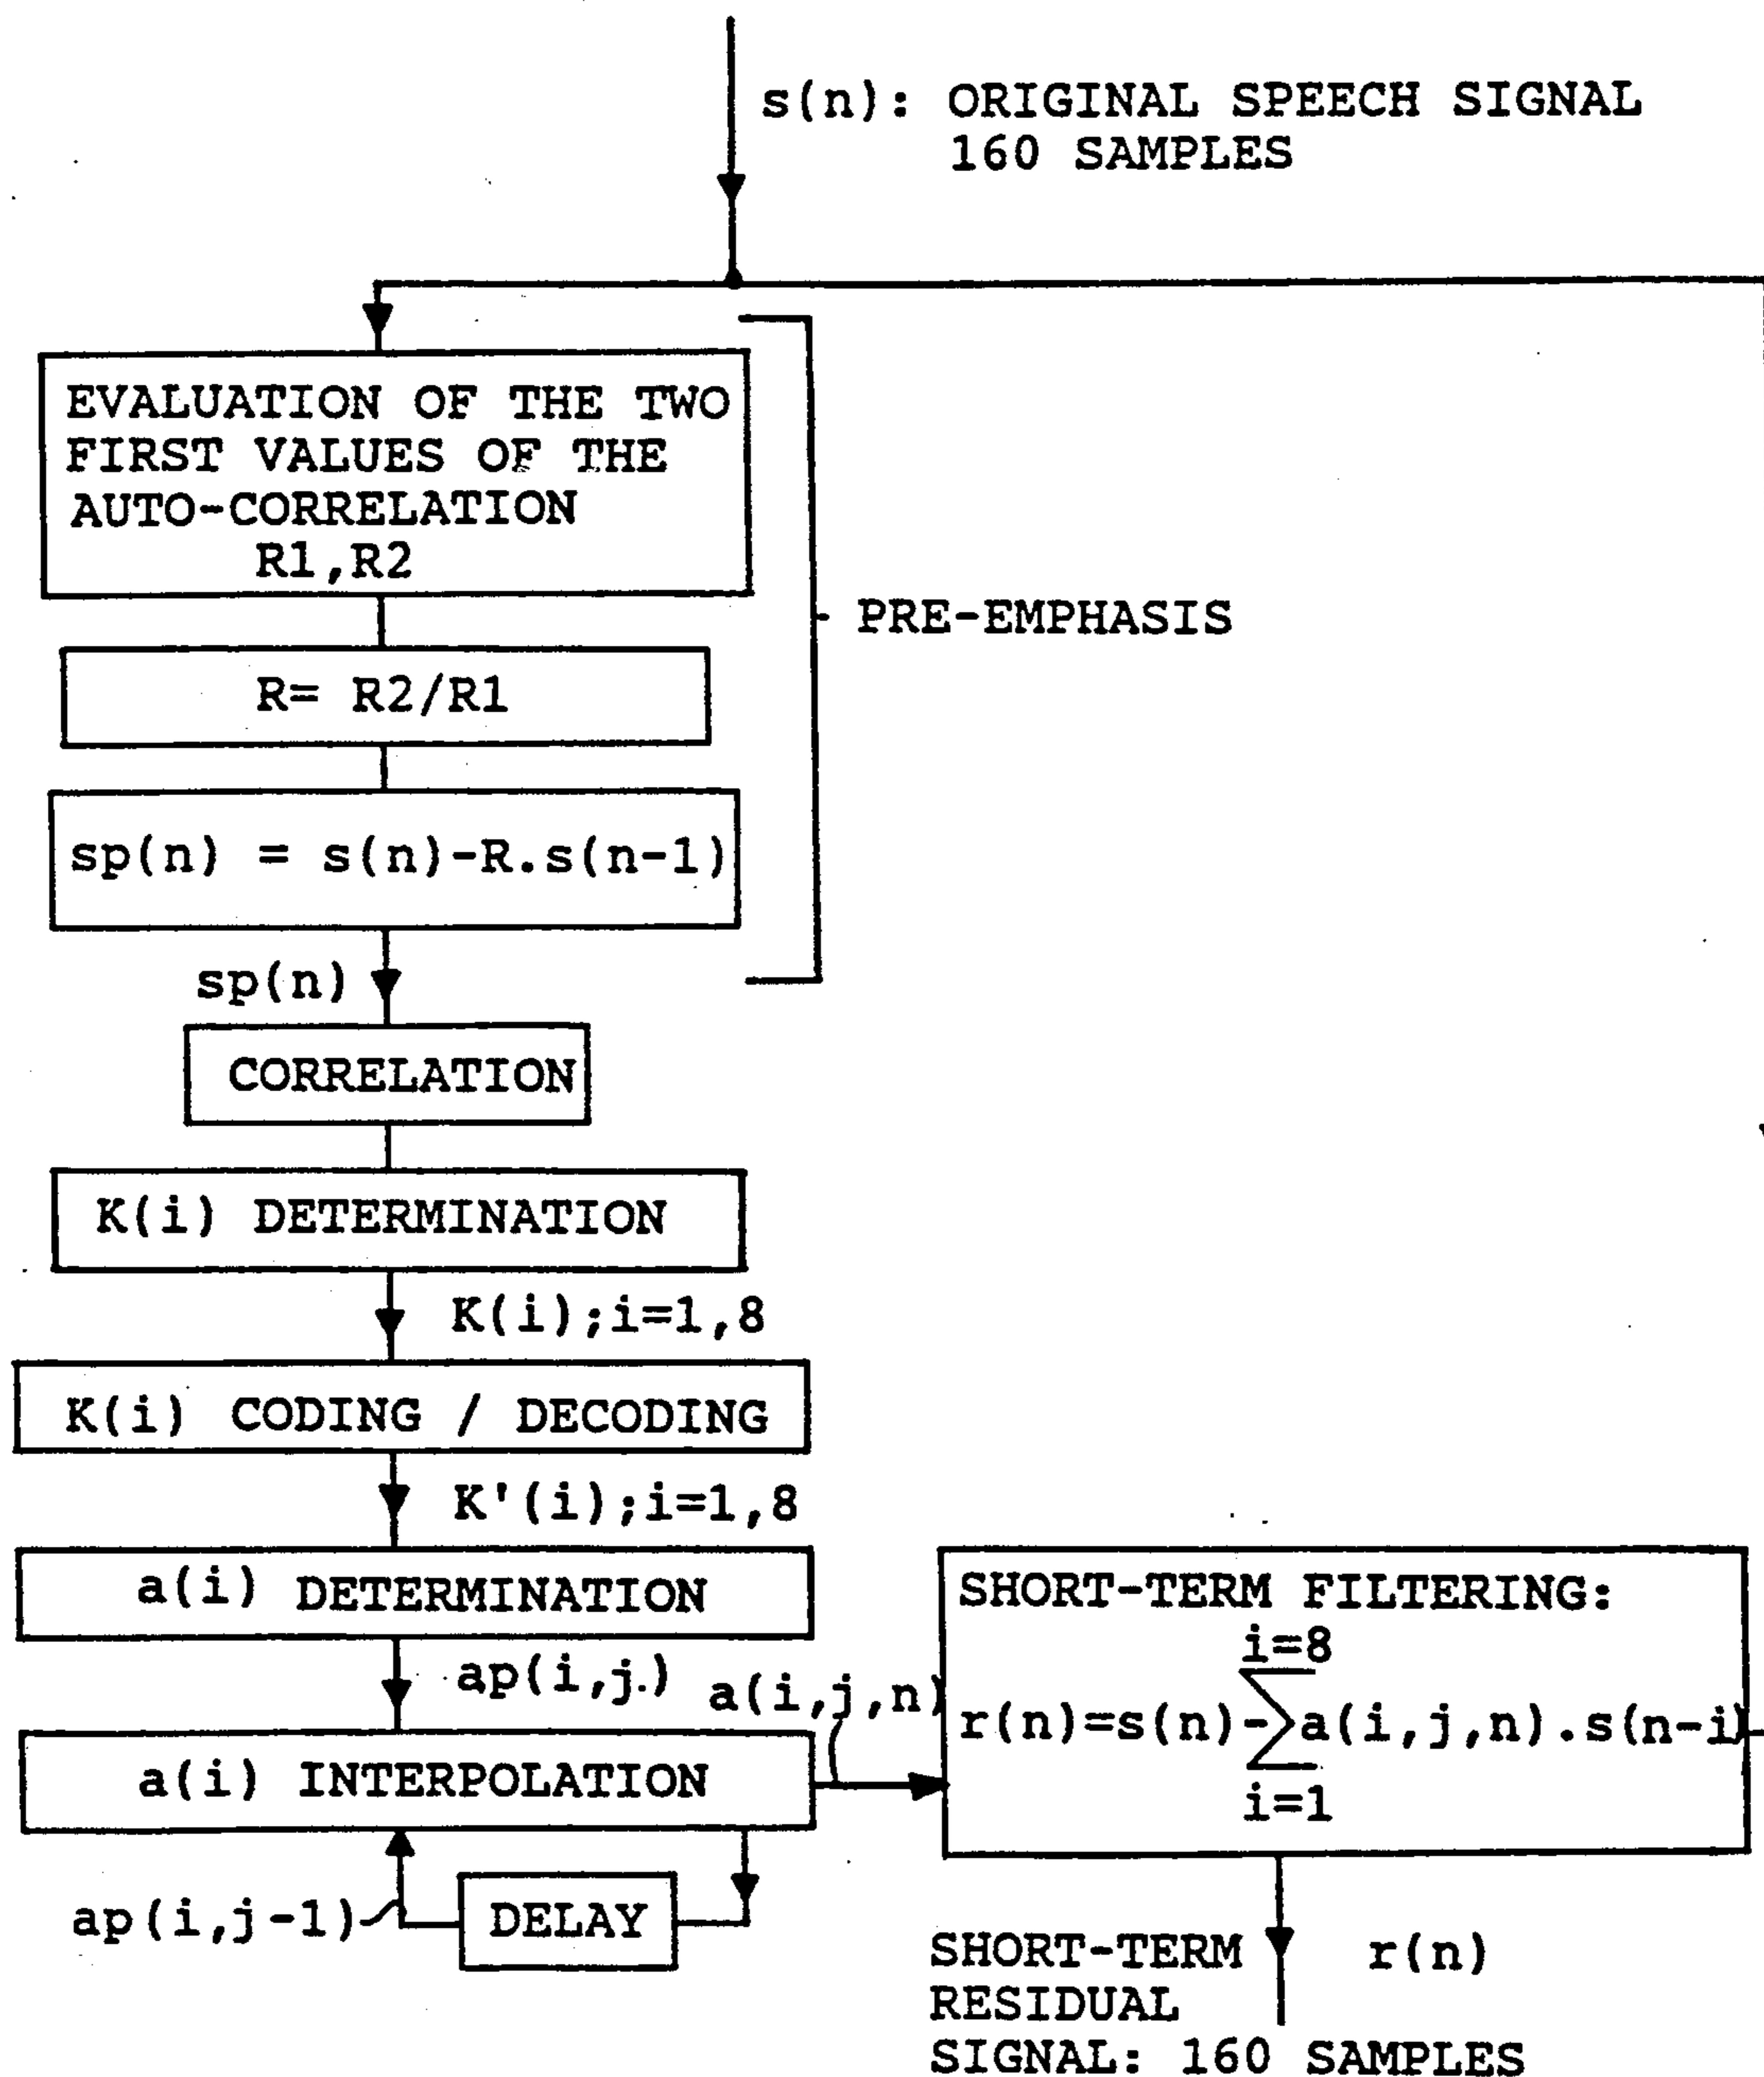 s(n): ORIGINAL SPEECH SIGNAL
160 SAMPLES
EVALUATION OF THE TWO
FIRST VALUES OF THE
AUTO-CORRELATION
R1,R2
PRE-EMPHASIS
R= R2/R1
sp(n) = s(n)-R.s(n-1)
sp(n)
CORRELATION
K(i) DETERMINATION
K(i);i=1,8
K(i) CODING / DECODING
K'(i);i=1,8
a(i) DETERMINATION
ap(i,j)
a(i,j,n)
a(i) INTERPOLATION
ap(i,j-1)
DELAY
SHORT-TERM FILTERING:
i=8
r(n)=s(n)-∑a(i,j,n).s(n-i)
i=1
SHORT-TERM r(n)
RESIDUAL
SIGNAL: 160 SAMPLES